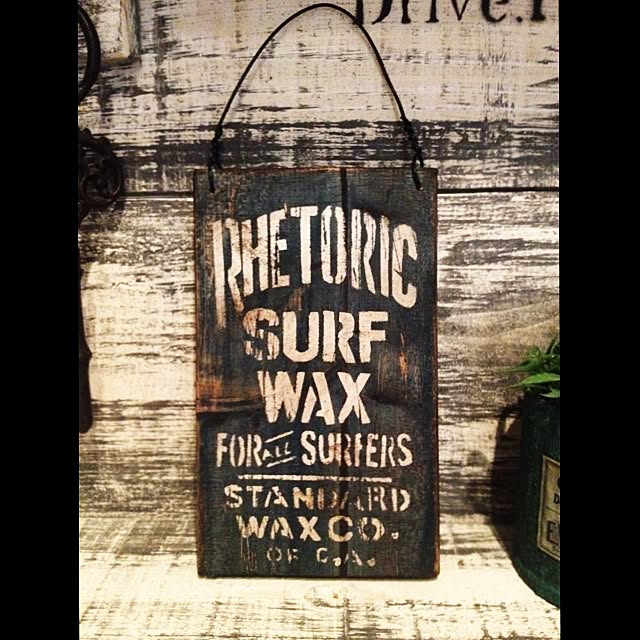 Drive.
RHETORIC
SURF
WAX
FOR ALL SURFERS
STANDARD
WAX CO.
OF C.A.